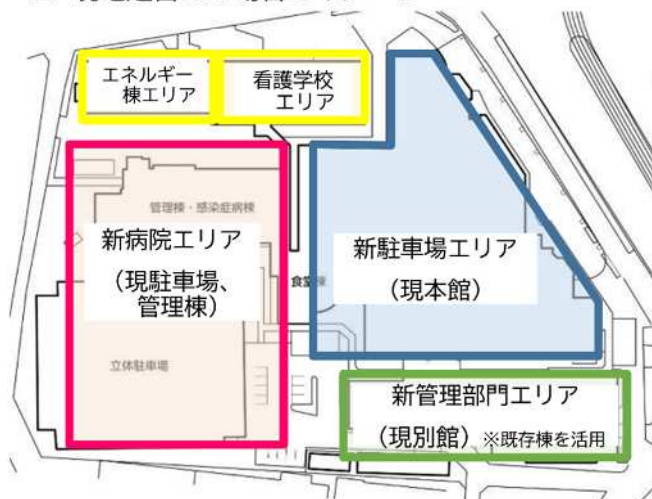 エネルギー
棟エリア
看護学校
エリア
管理棟・感染症病棟
新病院エリア
(現駐車場、
管理棟)
食堂棟
新駐車場エリア
(現本館)
立体駐車場
新管理部門エリア
(現別館) ※既存棟を活用